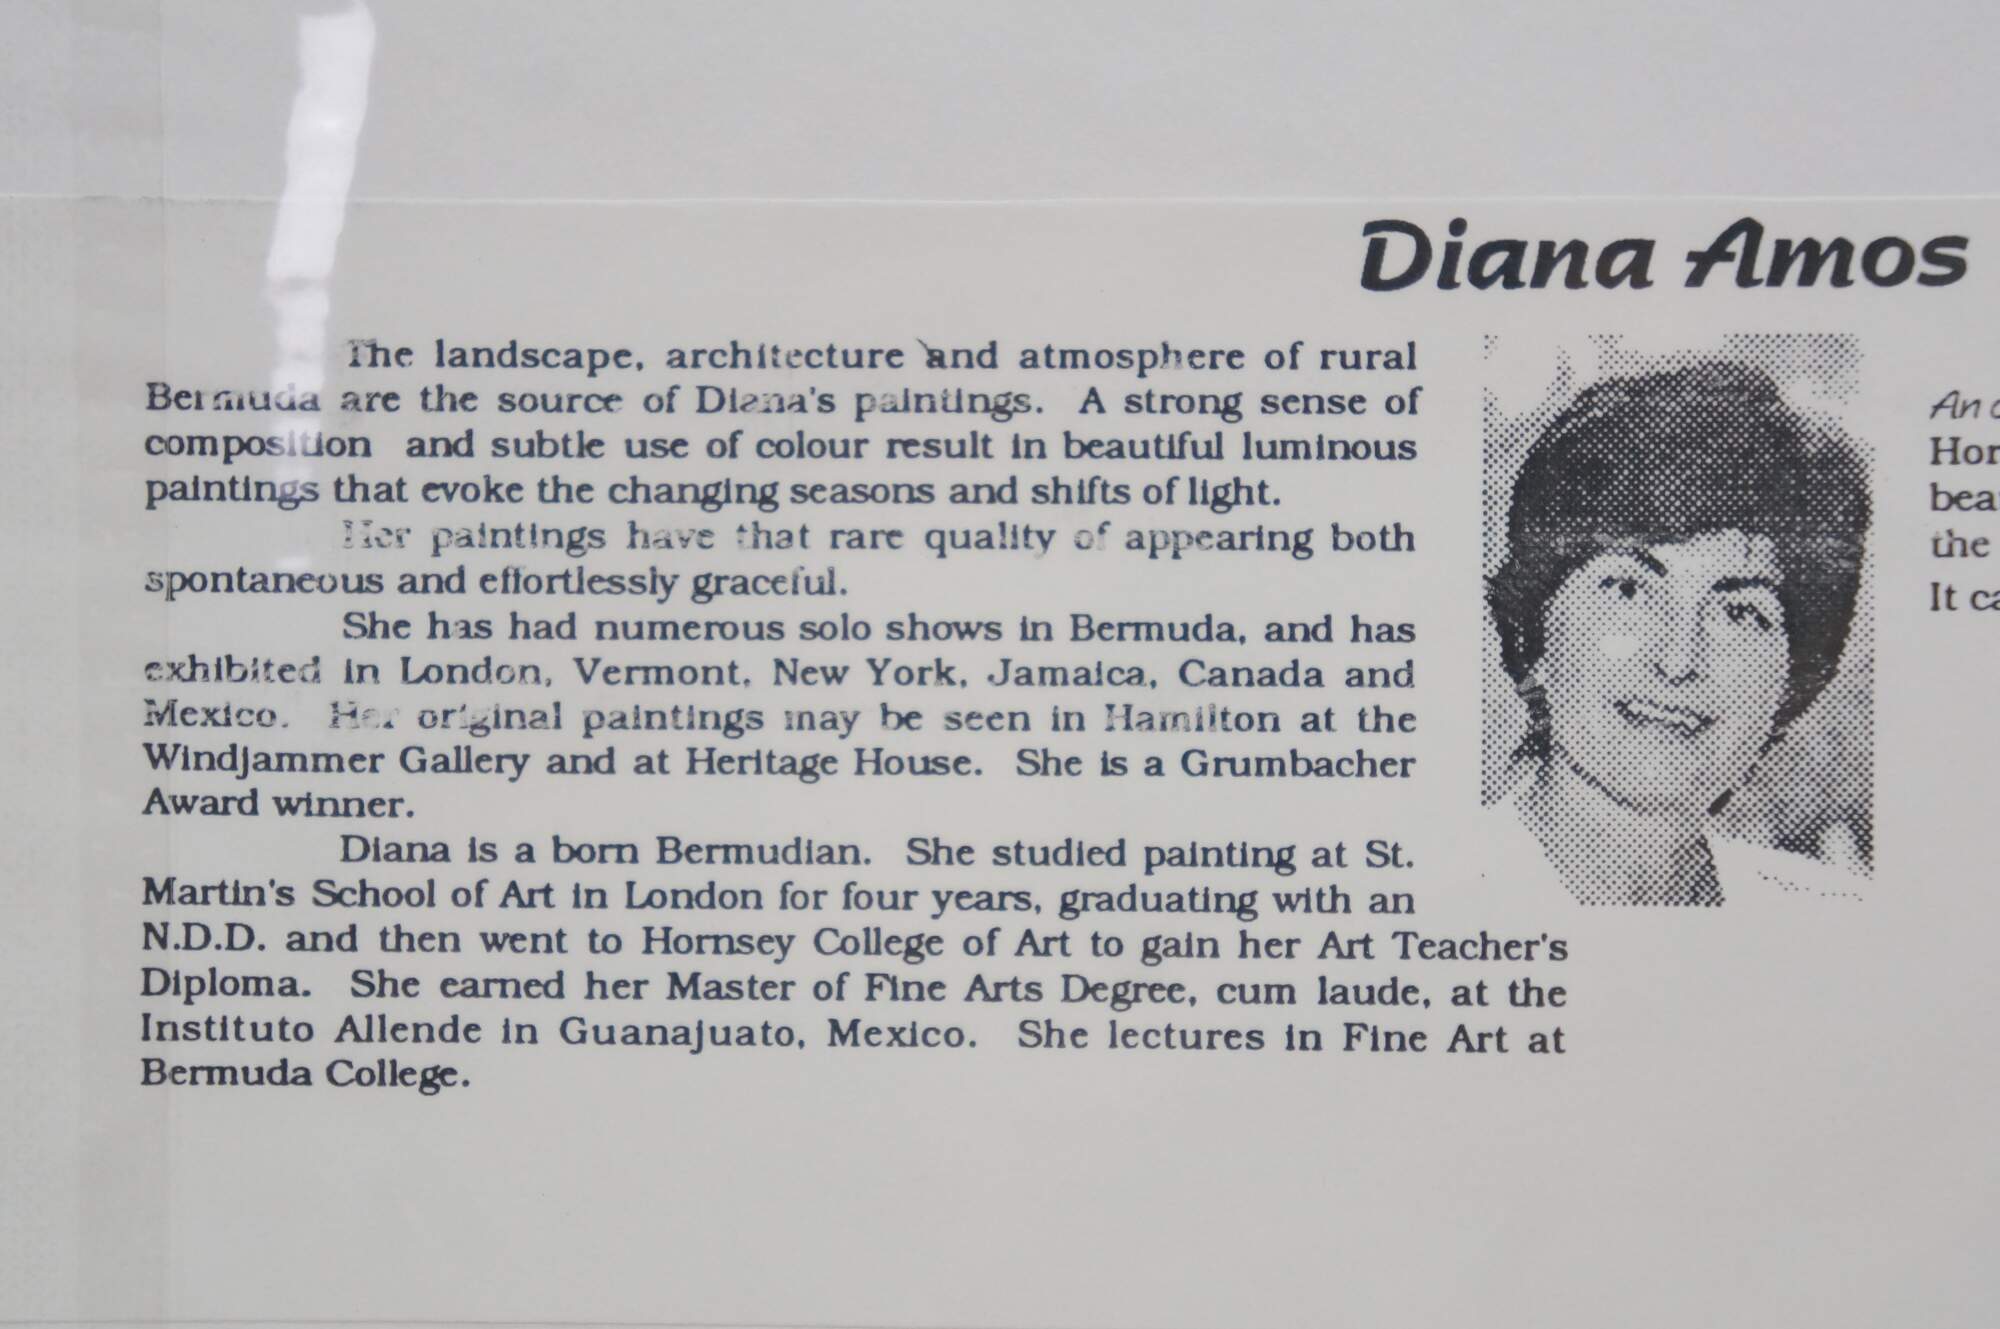 Diana Amos
The landscape, architecture and atmosphere of rural
Bermuda are the source of Diana's paintings. A strong sense of
composition and subtle use of colour result in beautiful luminous
paintings that evoke the changing seasons and shifts of light.
Her paintings have that rare quality of appearing both
spontaneous and effortlessly graceful.
She has had numerous solo shows in Bermuda, and has
exhibited in London, Vermont, New York, Jamaica, Canada and
Mexico. Her original paintings may be seen in Hamilton at the
Windjammer Gallery and at Heritage House. She is a Grumbacher
Award winner.
Diana is a born Bermudian. She studied painting at St.
Martin's School of Art in London for four years, graduating with an
N.D.D. and then went to Hornsey College of Art to gain her Art Teacher's
Diploma. She earned her Master of Fine Arts Degree, cum laude, at the
Instituto Allende in Guanajuato, Mexico. She lectures in Fine Art at
Bermuda College.
An
the
It